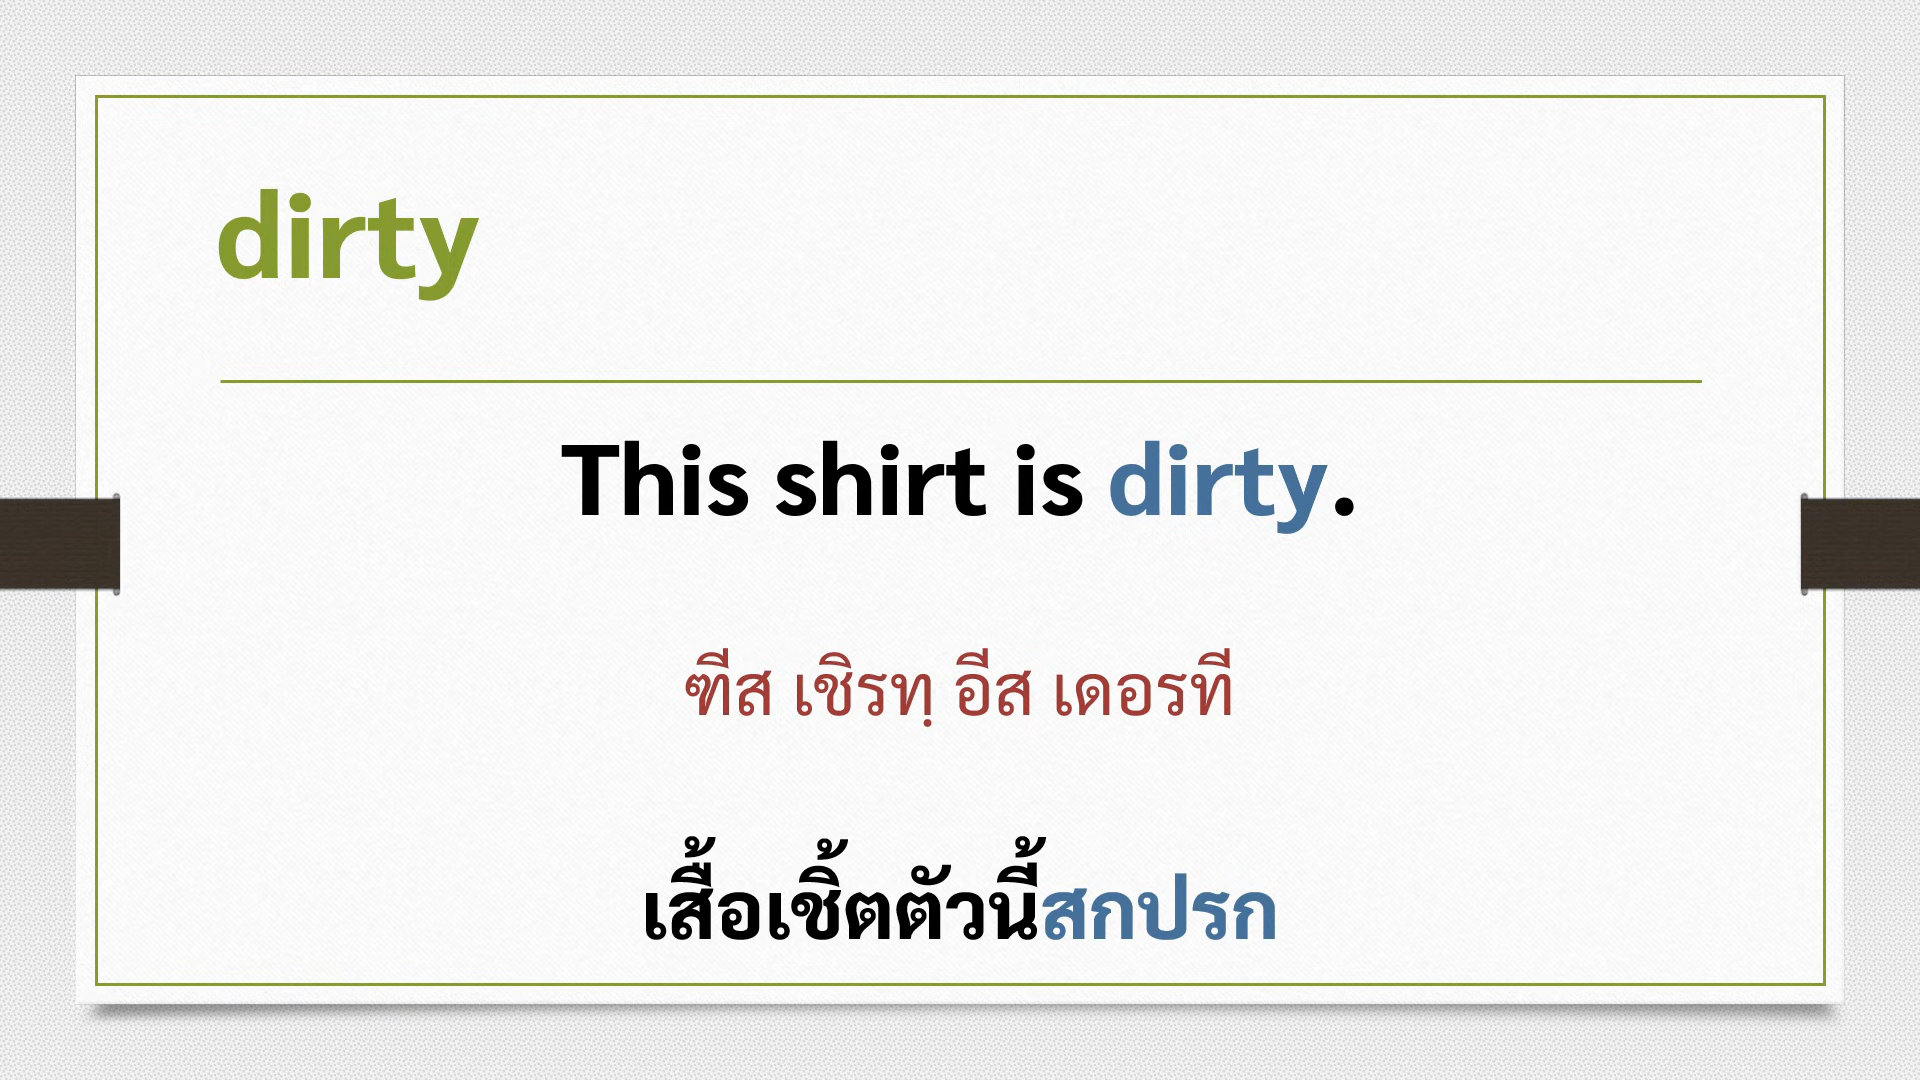 dirty
This shirt is dirty.
ฑีส เชิรทฺ อีส เดอรที
เสื้อเชิ้ตตัวนี้สกปรก